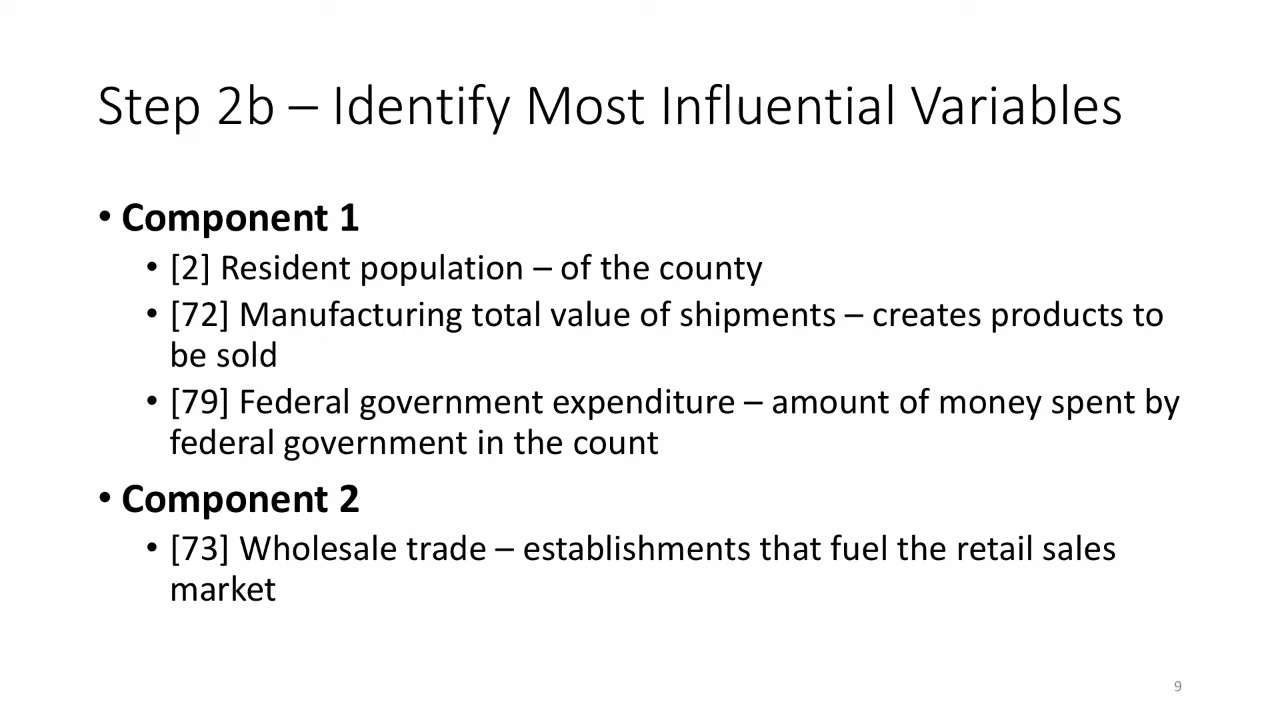 Step 2b – Identify Most Influential Variables
• Component 1
• [2] Resident population – of the county
• [72] Manufacturing total value of shipments – creates products to
be sold
• [79] Federal government expenditure – amount of money spent by
federal government in the count
• Component 2
• [73] Wholesale trade – establishments that fuel the retail sales
market
9